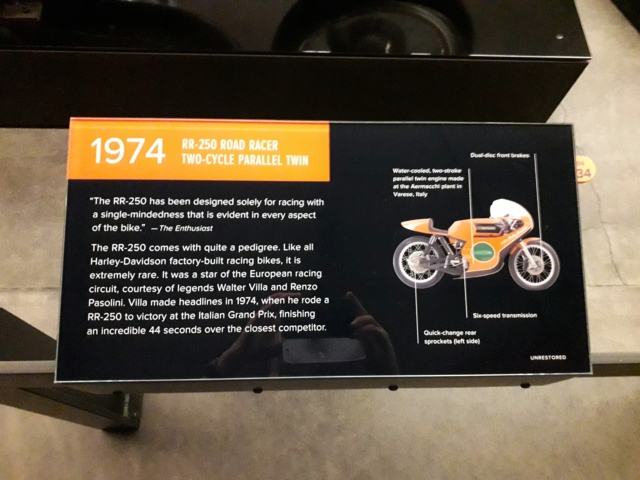 1974
RR-250 ROAD RACER
TWO-CYCLE PARALLEL TWIN
"The RR-250 has been designed solely for racing with
a single-mindedness that is evident in every aspect
of the bike." —The Enthusiast
The RR-250 comes with quite a pedigree. Like all
Harley-Davidson factory-built racing bikes, it is
extremely rare. It was a star of the European racing
circuit, courtesy of legends Walter Villa and Renzo
Pasolini. Villa made headlines in 1974, when he rode a
RR-250 to victory at the Italian Grand Prix, finishing
an incredible 44 seconds over the closest competitor.
Dual-disc front brakes
Water-cooled, two-stroke
parallel twin engine made
at the Aermacchi plant in
Varese, Italy
Six-speed transmission
Quick-change rear
sprockets (left side)
UNRESTORED
34